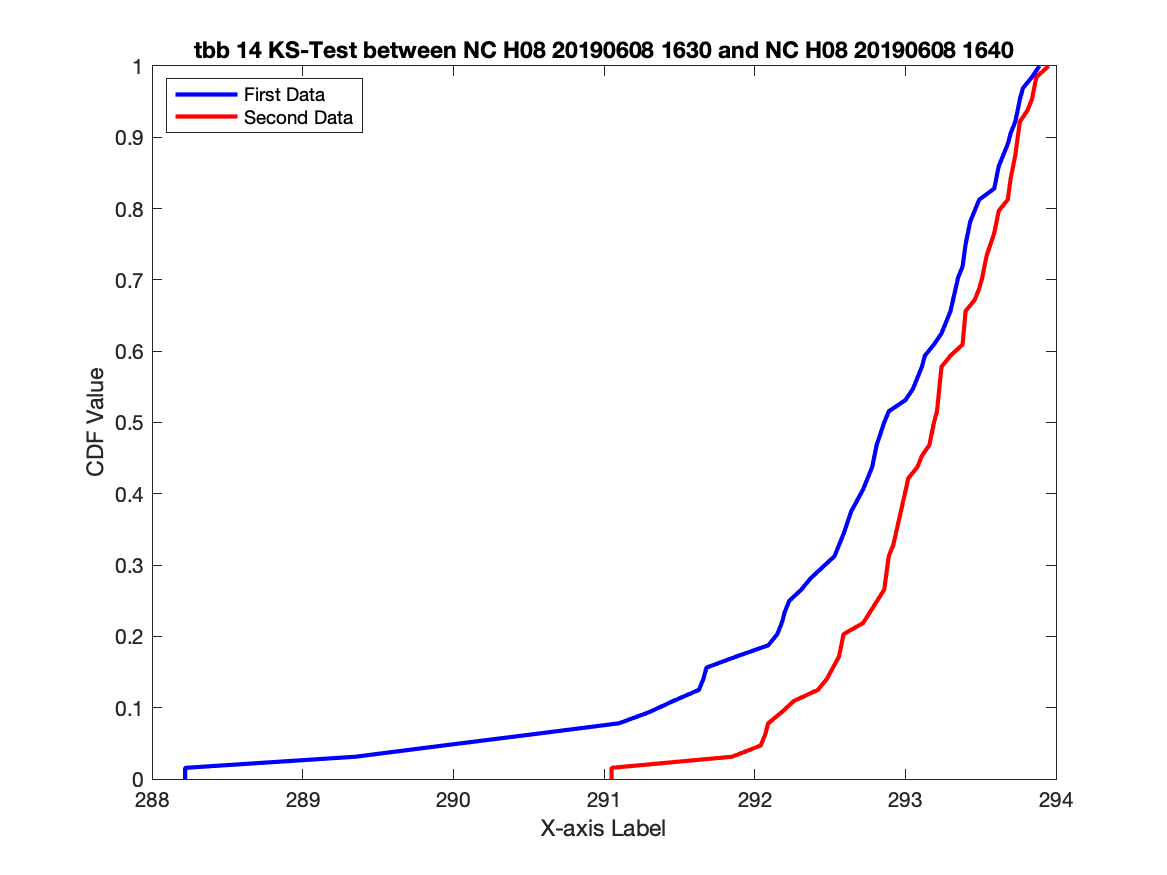 tbb 14 KS-Test between NC H08 20190608 1630 and NC H08 20190608 1640
First Data
Second Data
1
0.9
0.8
0.7
0.6
0.5
0.4
0.3
0.2
0.1
0
CDF Value
288 289 290 291 292 293 294
X-axis Label